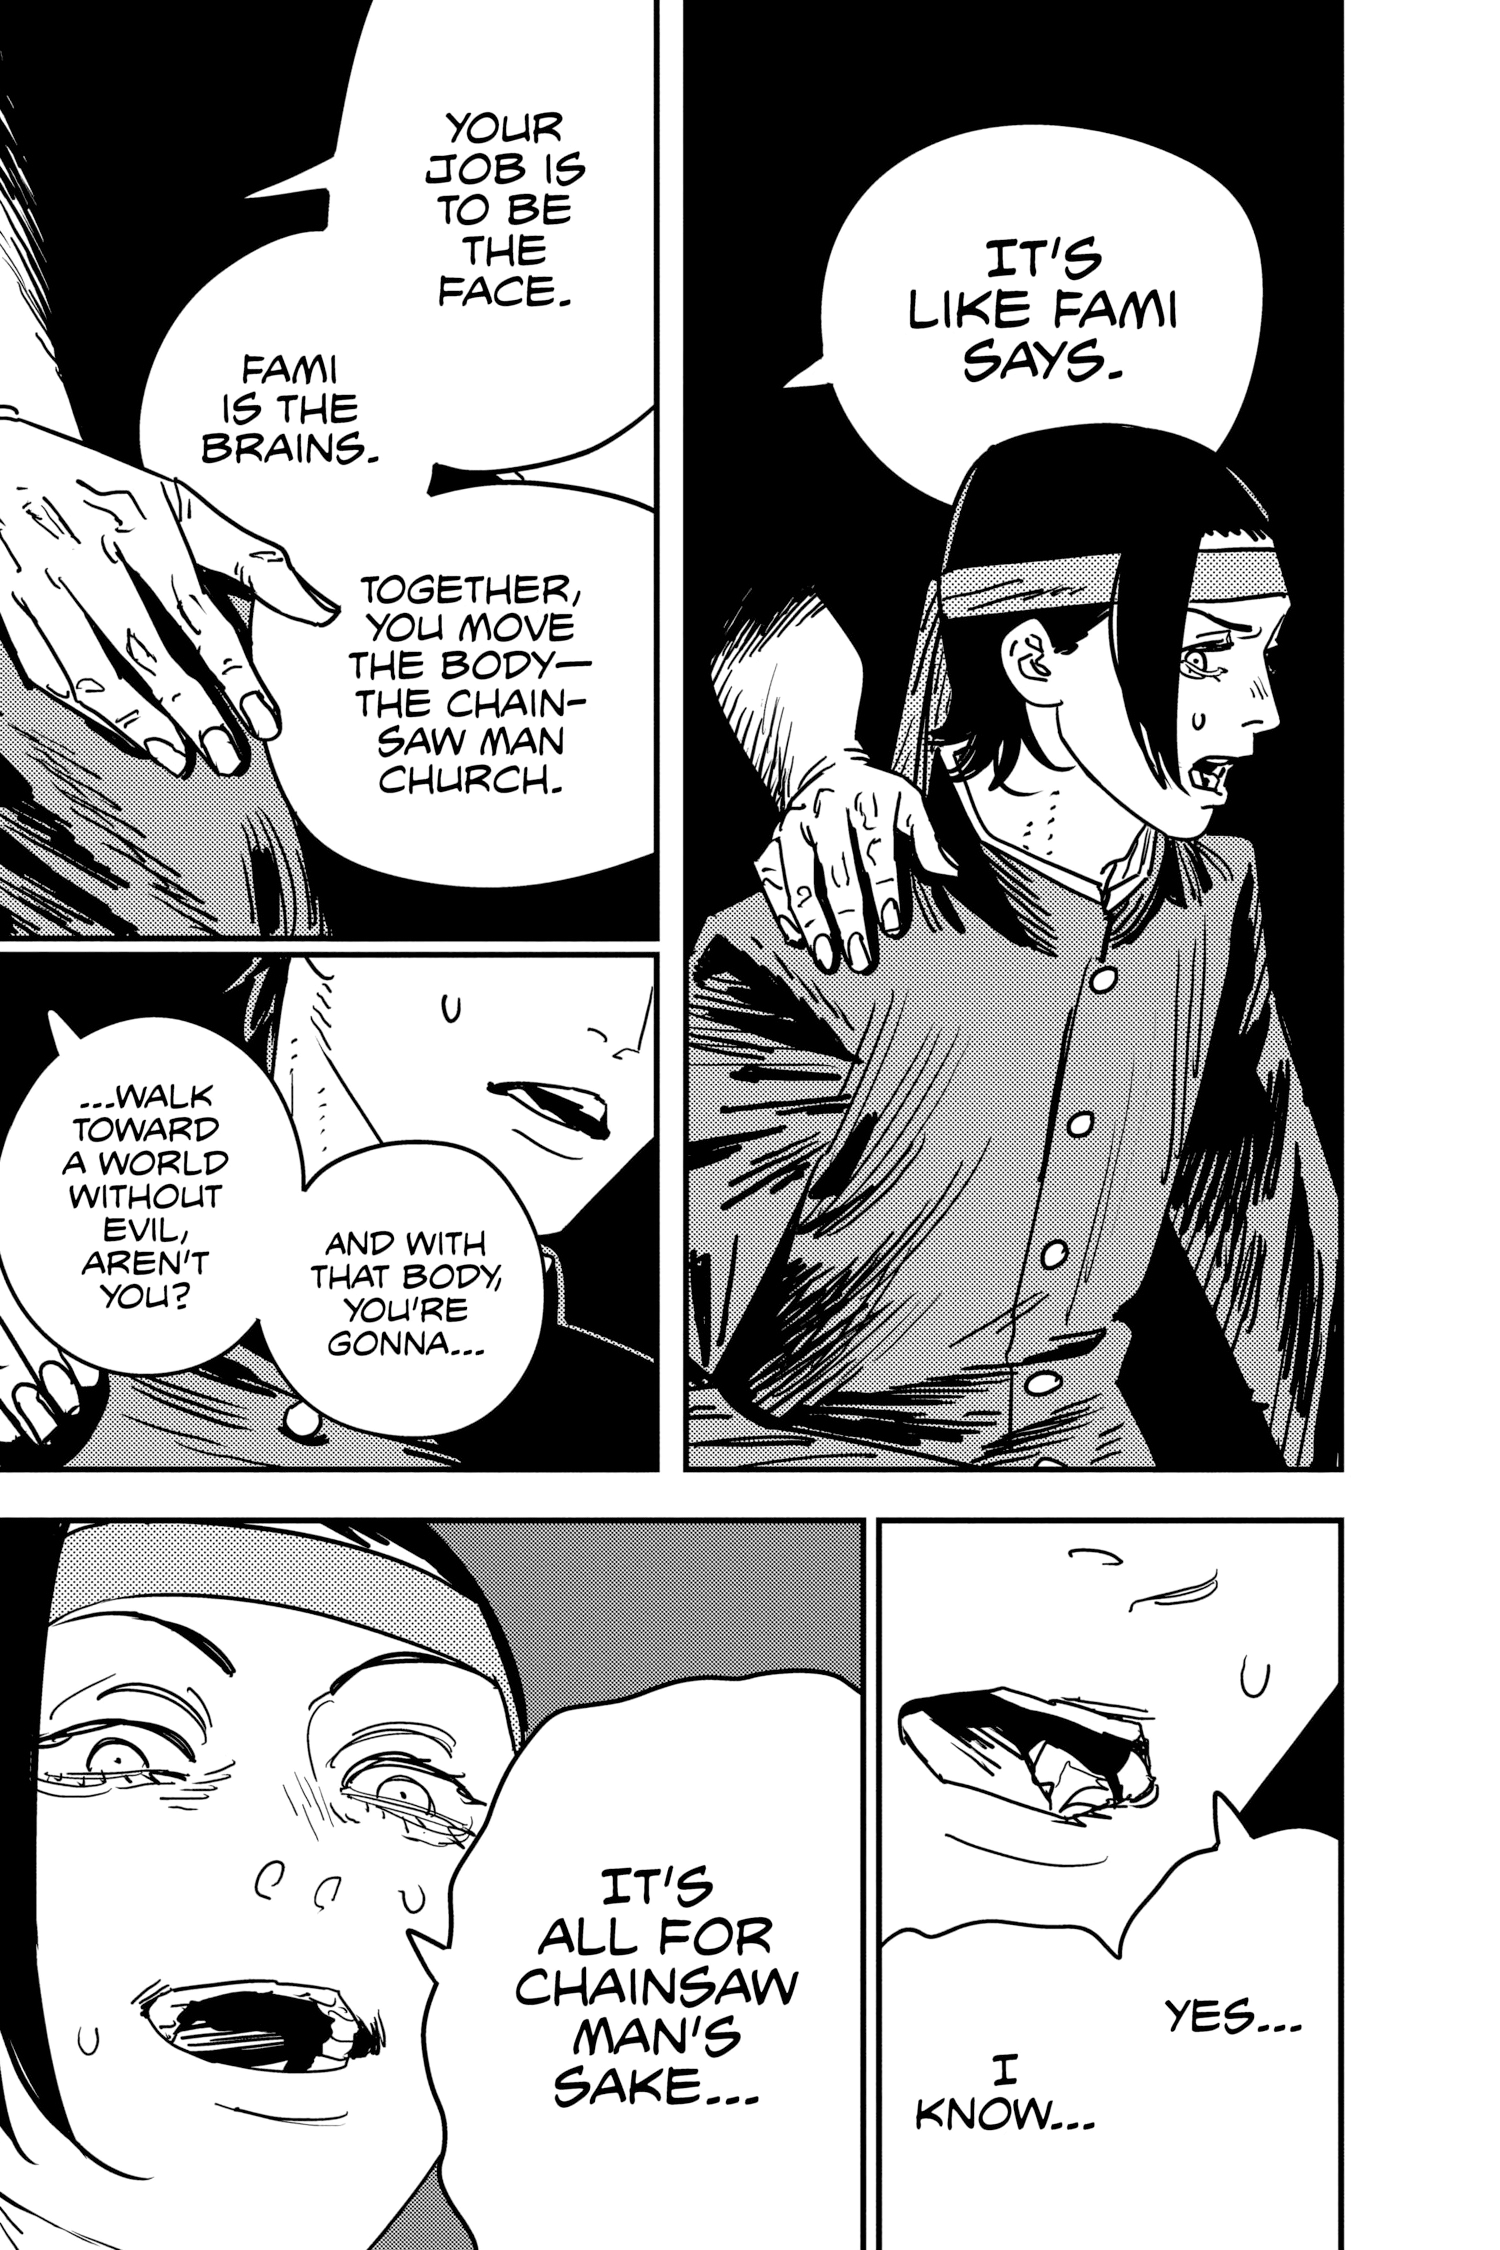 IT'S
LIKE FAMI
SAYS.
YOUR
JOB IS
TO BE
THE
FACE.
FAMI
IS THE
BRAINS.
TOGETHER,
YOU MOVE
THE BODY—
THE CHAIN-
SAW MAN
CHURCH.
AND WITH
THAT BODY,
YOU'RE
GONNA...
...WALK
TOWARD
A WORLD
WITHOUT
EVIL,
AREN'T
YOU?
YES...
I
KNOW...
IT'S
ALL FOR
CHAINSAW
MAN'S
SAKE...